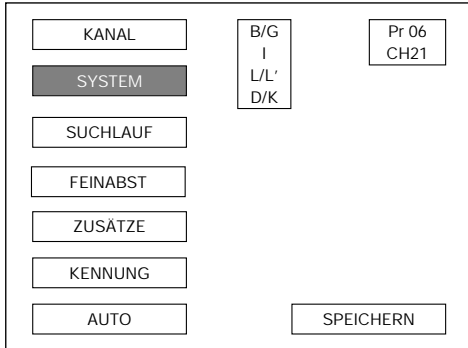 KANAL
SYSTEM
SUCHLAUF
FEINABST
ZUSÄTZE
KENNUNG
AUTO
B/G
I
L/L'
D/K
Pr 06
CH21
SPEICHERN